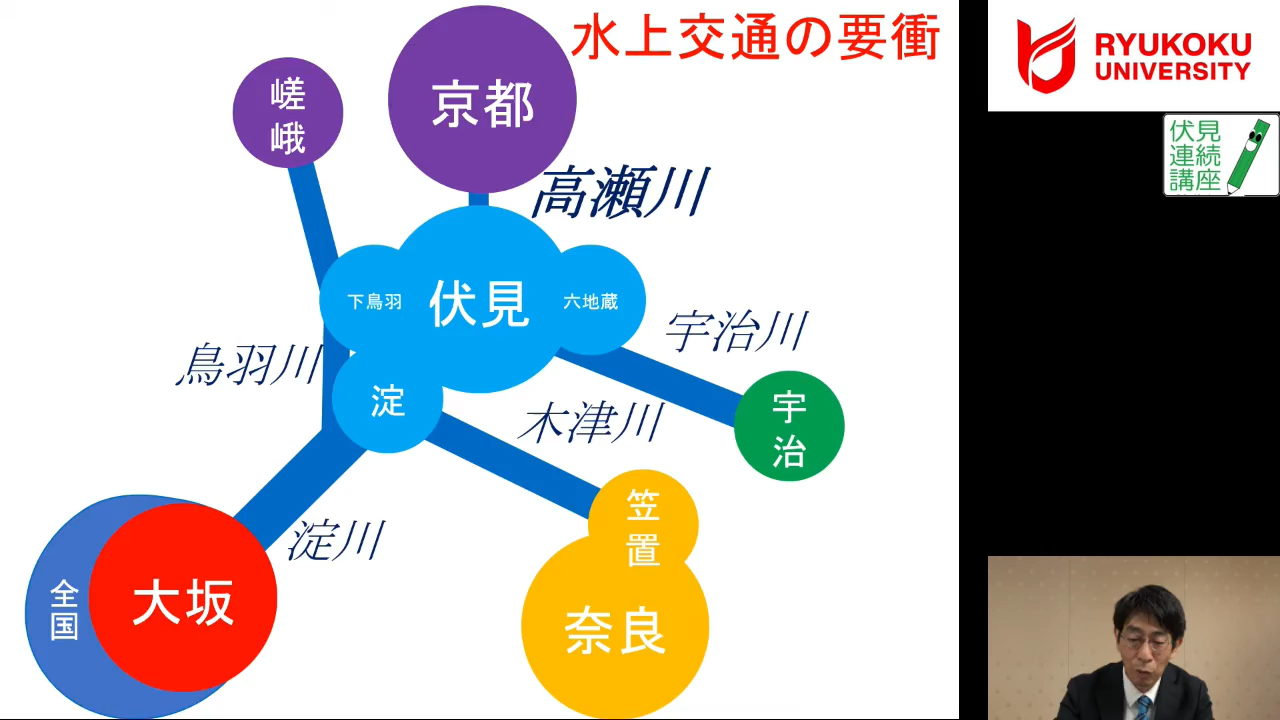 水上交通の要衝
京都
嵯
峨
高瀬川
下鳥羽
伏見
六地蔵
宇治川
鳥羽川
淀
木津川
宇
治
笠
置
淀川
全
国
大坂
奈良
RYUKOKU
UNIVERSITY
伏見
連続
講座